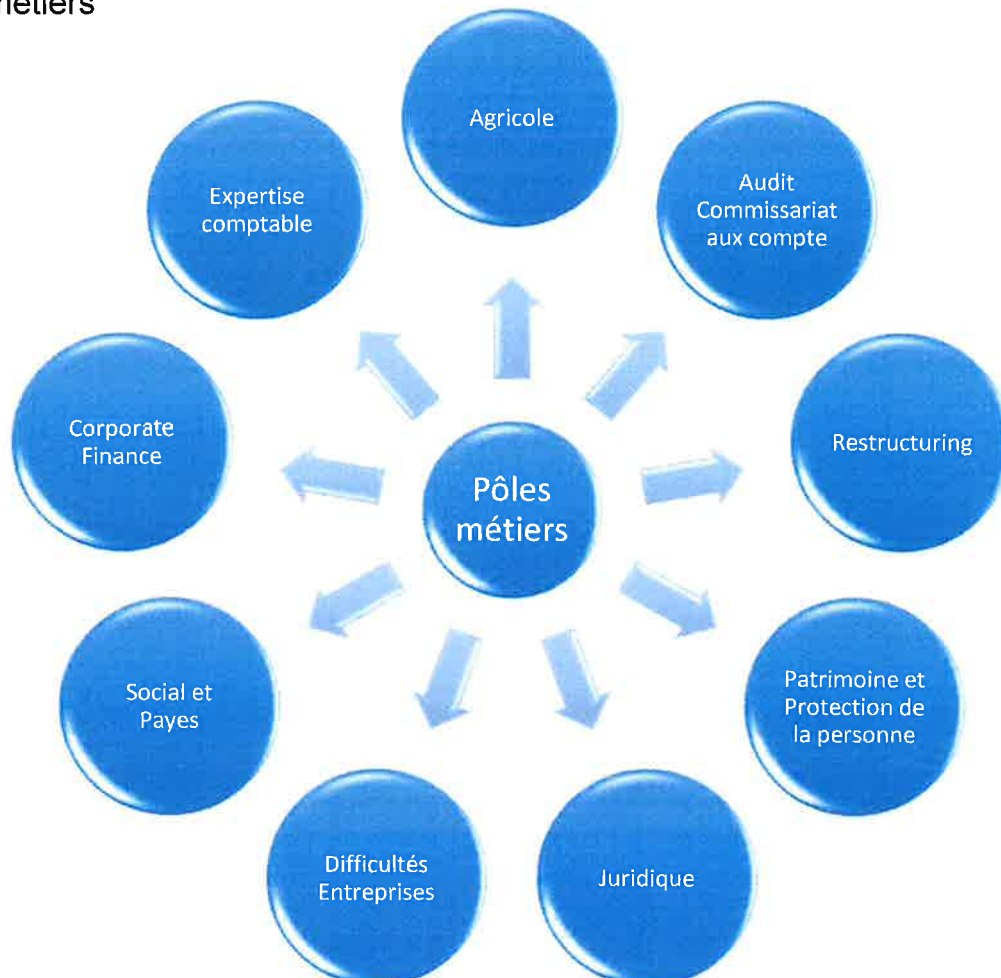 métiers
Agricole
Audit
Commissariat
aux compte
Restructuring
Patrimoine et
Protection de
la personne
Juridique
Difficultés
Entreprises
Social et
Payes
Corporate
Finance
Expertise
comptable
Pôles
métiers